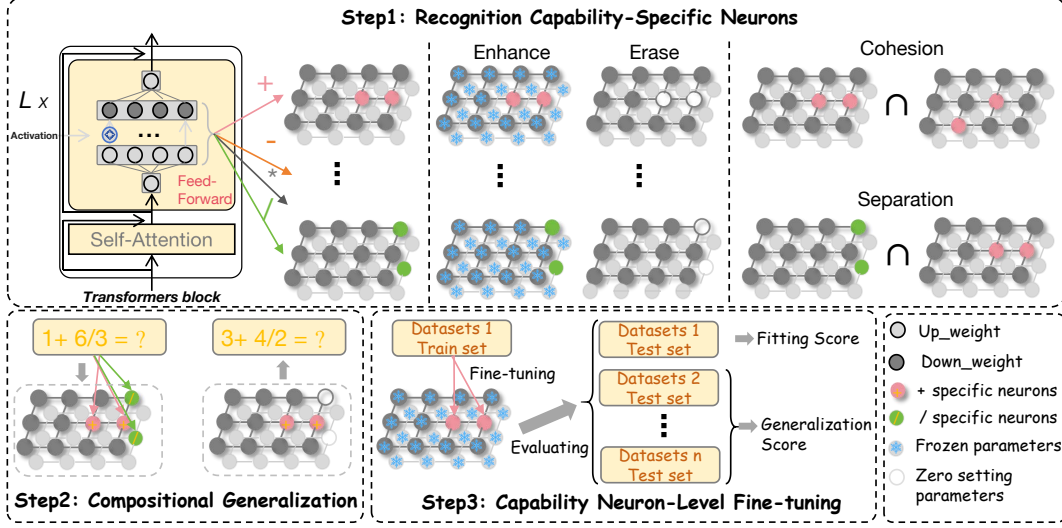 Step1: Recognition Capability-Specific Neurons
L x
Activation
...
Feed-
Forward
Self-Attention
Transformers block
+
-
*
/
Enhance
Erase
Cohesion
∩
Separation
∩
1+ 6/3 = ?
3+ 4/2 = ?
Step2: Compositional Generalization
Datasets 1
Train set
Fine-tuning
Evaluating
Datasets 1
Test set
Datasets 2
Test set
Datasets n
Test set
Fitting Score
Generalization
Score
Step3: Capability Neuron-Level Fine-tuning
Up_weight
Down_weight
+ specific neurons
/ specific neurons
Frozen parameters
Zero setting
parameters